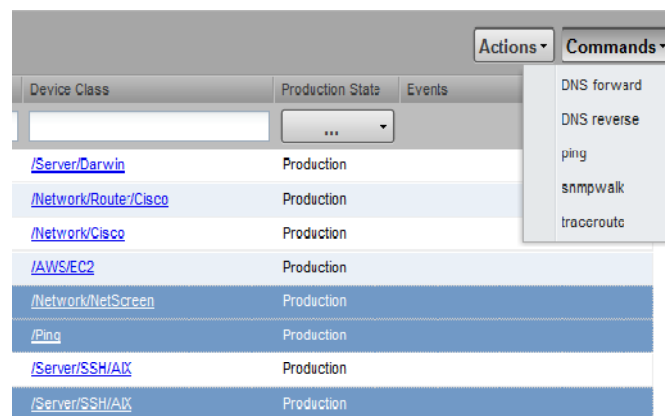 Actions Commands
Device Class Production State Events
...
DNS forward
DNS reverse
ping
snmpwalk
traceroute
/Server/Darwin Production
/Network/Router/Cisco Production
/Network/Cisco Production
/AWS/EC2 Production
/Network/NetScreen Production
/Ping Production
/Server/SSH/AIX Production
/Server/SSH/AIX Production